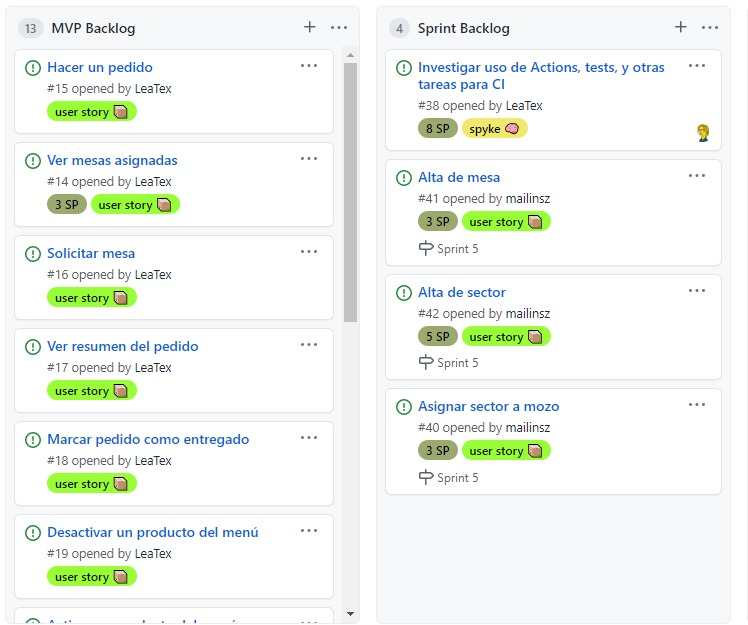 13 MVP Backlog
Hacer un pedido
#15 opened by LeaTex
user story
Ver mesas asignadas
#14 opened by LeaTex
3 SP user story
Solicitar mesa
#16 opened by LeaTex
user story
Ver resumen del pedido
#17 opened by LeaTex
user story
Marcar pedido como entregado
#18 opened by LeaTex
user story
Desactivar un producto del menú
#19 opened by LeaTex
user story
4 Sprint Backlog
Investigar uso de Actions, tests, y otras
tareas para CI
#38 opened by LeaTex
8 SP spyke
Alta de mesa
#41 opened by mailinsz
3 SP user story
Sprint 5
Alta de sector
#42 opened by mailinsz
5 SP user story
Sprint 5
Asignar sector a mozo
#40 opened by mailinsz
3 SP user story
Sprint 5